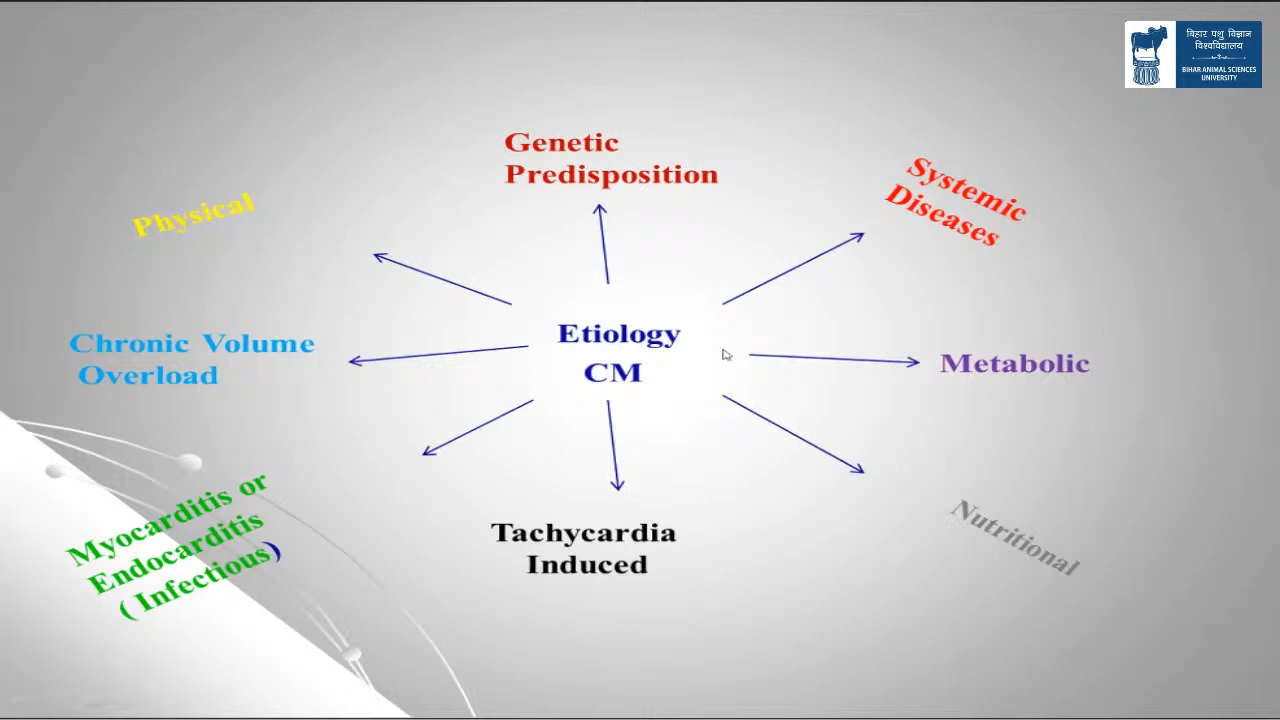 बिहार पशु विज्ञान
विश्वविद्यालय
BIHAR ANIMAL SCIENCES
UNIVERSITY
Genetic
Predisposition
Systemic
Diseases
Physical
Etiology
CM
Chronic Volume
Overload
Metabolic
Myocarditis or
Endocarditis
( Infectious)
Tachycardia
Induced
Nutritional